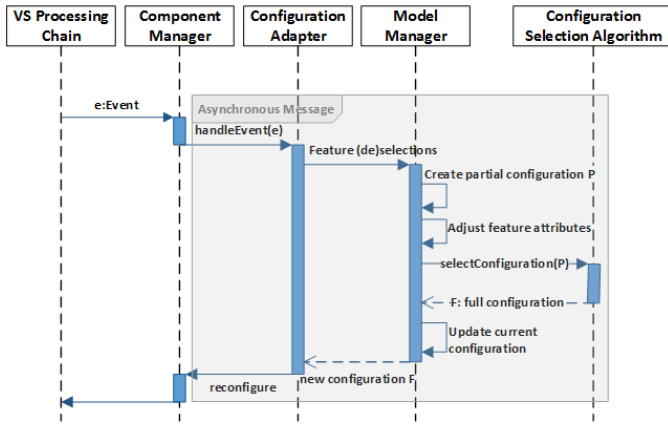 VS Processing
Chain
Component
Manager
Configuration
Adapter
Model
Manager
Configuration
Selection Algorithm
Asynchronous Message
e:Event
handleEvent(e)
Feature (de)selections
Create partial configuration P
Adjust feature attributes
selectConfiguration(P)
F: full configuration
Update current
configuration
new configuration F
reconfigure